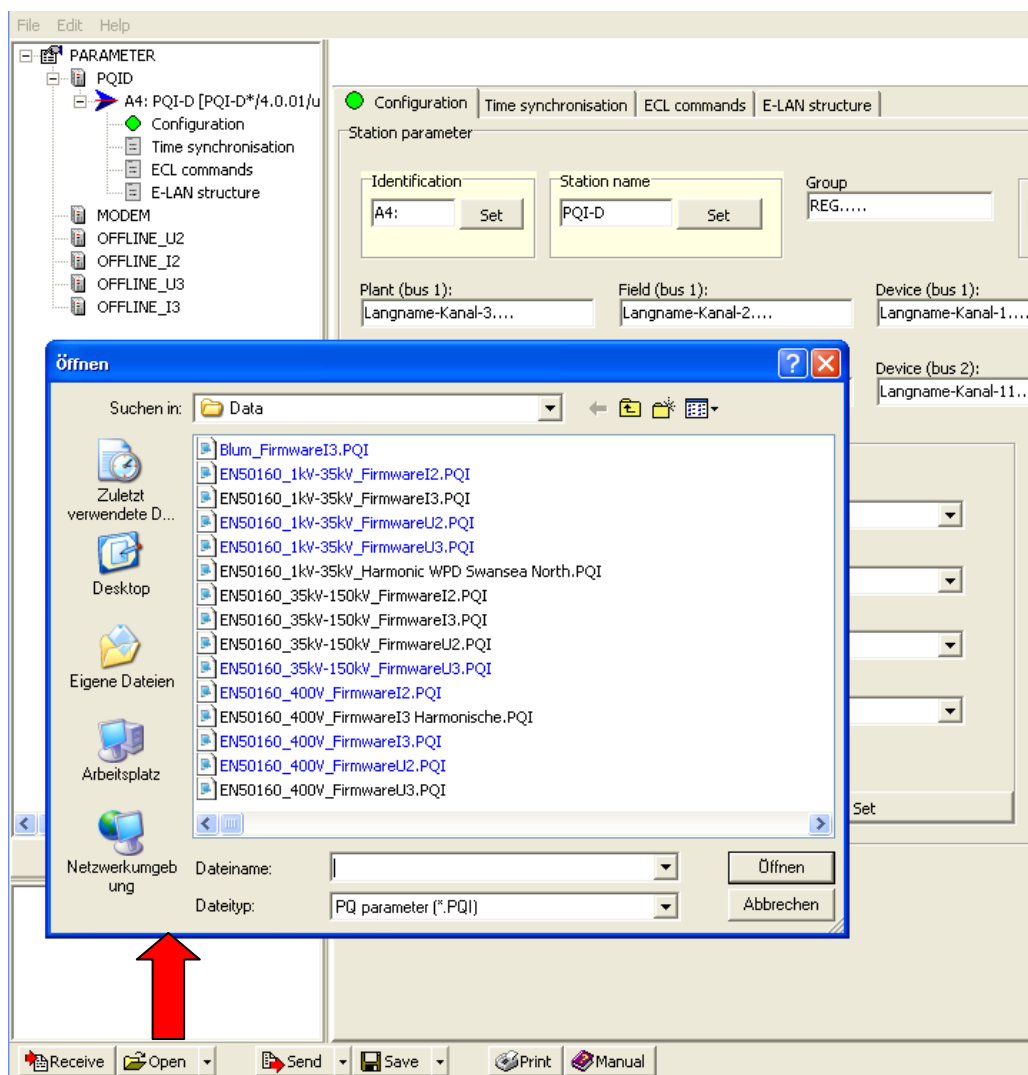 File Edit Help
PARAMETER
PQID
A4: PQI-D [PQI-D*/4.0.01/u
Configuration
Time synchronisation
ECL commands
E-LAN structure
MODEM
OFFLINE_U2
OFFLINE_I2
OFFLINE_U3
OFFLINE_I3
Configuration Time synchronisation ECL commands E-LAN structure
Station parameter
Identification Station name Group
A4: Set PQI-D Set REG.....
Plant (bus 1): Field (bus 1): Device (bus 1):
Langname-Kanal-3.... Langname-Kanal-2.... Langname-Kanal-1....
Device (bus 2):
Langname-Kanal-11..
Set
Öffnen
Suchen in: Data
Zuletzt
verwendete D...
Desktop
Eigene Dateien
Arbeitsplatz
Netzwerkumgeb
ung
Blum_FirmwareI3.PQI
EN50160_1kV-35kV_FirmwareI2.PQI
EN50160_1kV-35kV_FirmwareI3.PQI
EN50160_1kV-35kV_FirmwareU2.PQI
EN50160_1kV-35kV_FirmwareU3.PQI
EN50160_1kV-35kV_Harmonic WPD Swansea North.PQI
EN50160_35kV-150kV_FirmwareI2.PQI
EN50160_35kV-150kV_FirmwareI3.PQI
EN50160_35kV-150kV_FirmwareU2.PQI
EN50160_35kV-150kV_FirmwareU3.PQI
EN50160_400V_FirmwareI2.PQI
EN50160_400V_FirmwareI3 Harmonische.PQI
EN50160_400V_FirmwareI3.PQI
EN50160_400V_FirmwareU2.PQI
EN50160_400V_FirmwareU3.PQI
Dateiname: Öffnen
Dateityp: PQ parameter (*.PQI) Abbrechen
Receive Open Send Save Print Manual